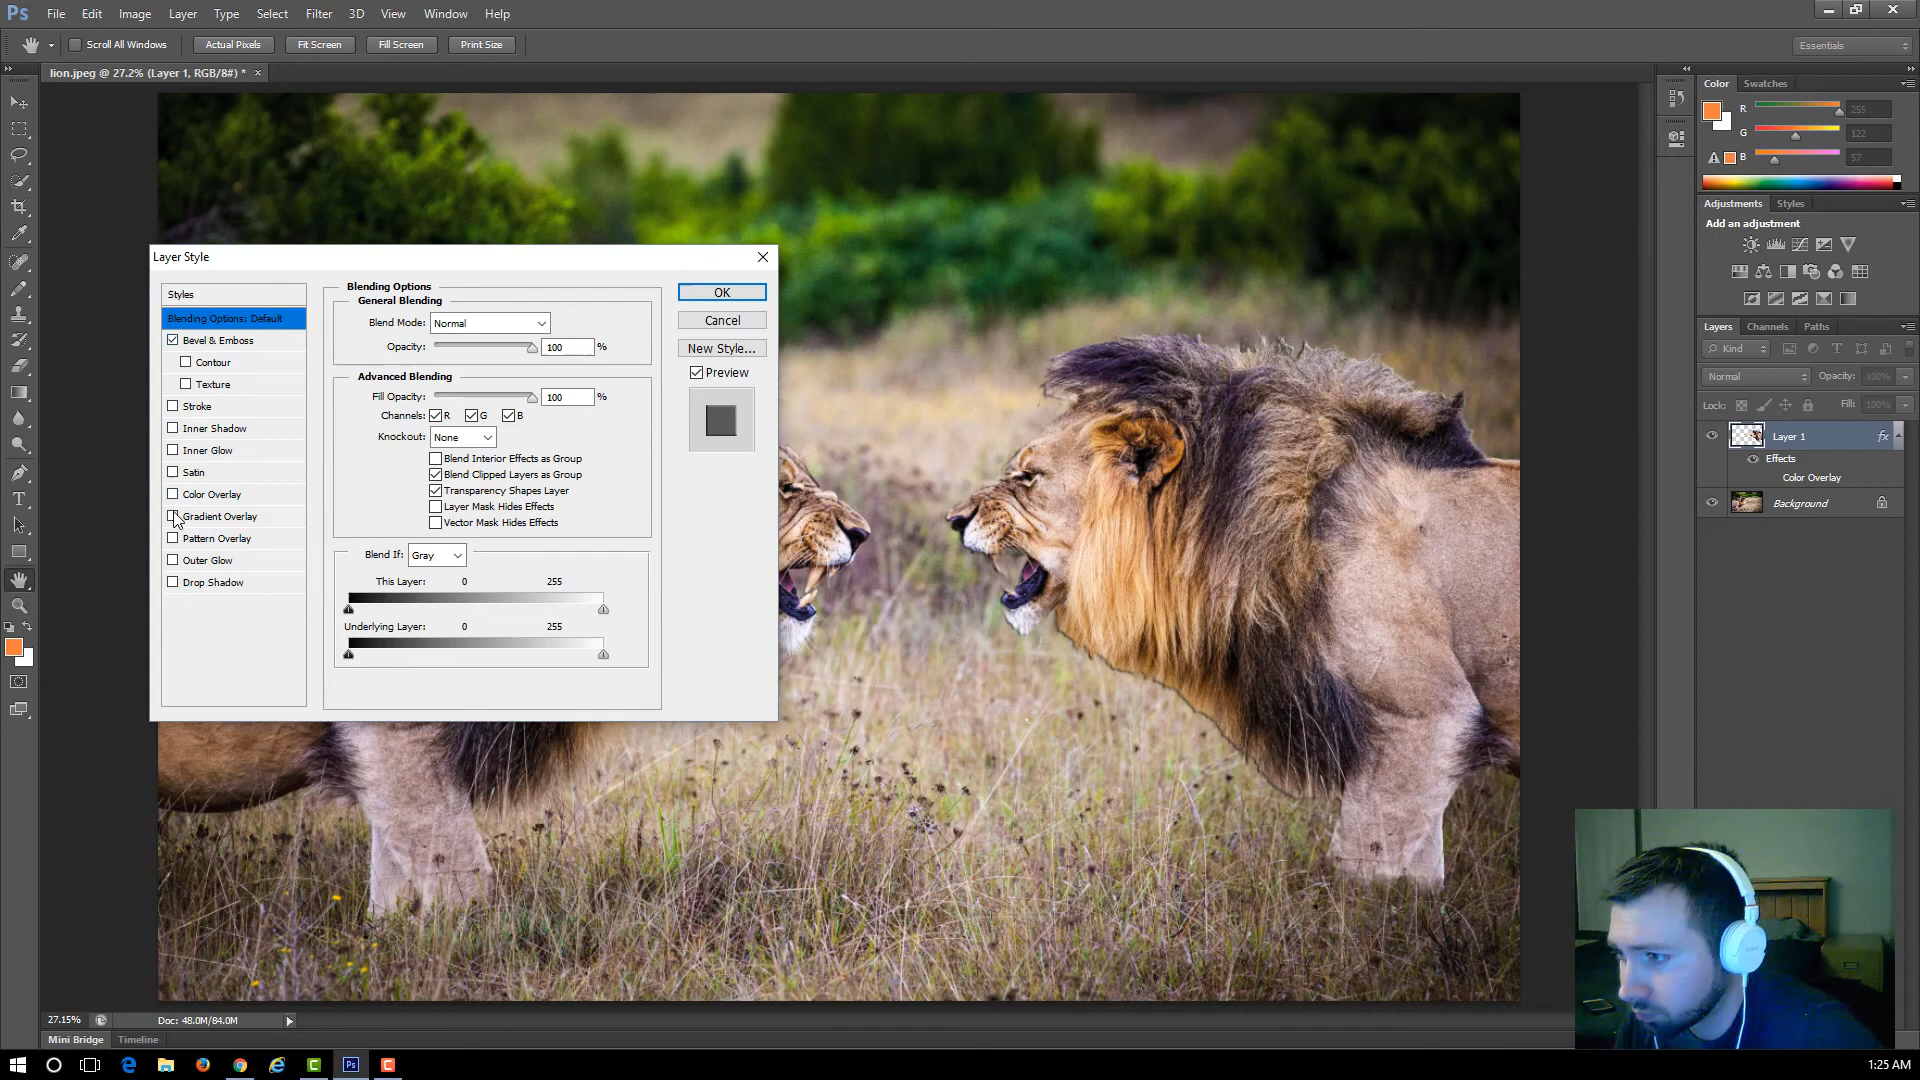 Ps File Edit Image Layer Type Select Filter 3D View Window Help
Scroll All Windows Actual Pixels Fit Screen Fill Screen Print Size Essentials
lion.jpeg @ 27.2% (Layer 1, RGB/8#) * ×
Color Swatches
R 255
G 122
B 57
Adjustments Styles
Add an adjustment
Layers Channels Paths
Kind
Normal Opacity: 100%
Lock: Fill: 100%
Layer 1 fx
Effects
Color Overlay
Background
Layer Style
Styles
Blending Options: Default
Bevel & Emboss
Contour
Texture
Stroke
Inner Shadow
Inner Glow
Satin
Color Overlay
Gradient Overlay
Pattern Overlay
Outer Glow
Drop Shadow
Blending Options
General Blending
Blend Mode: Normal
Opacity: 100 %
Advanced Blending
Fill Opacity: 100 %
Channels: R G B
Knockout: None
Blend Interior Effects as Group
Blend Clipped Layers as Group
Transparency Shapes Layer
Layer Mask Hides Effects
Vector Mask Hides Effects
Blend If: Gray
This Layer: 0 255
Underlying Layer: 0 255
OK
Cancel
New Style...
Preview
27.15% Doc: 48.0M/84.0M
Mini Bridge Timeline
Ps
1:25 AM